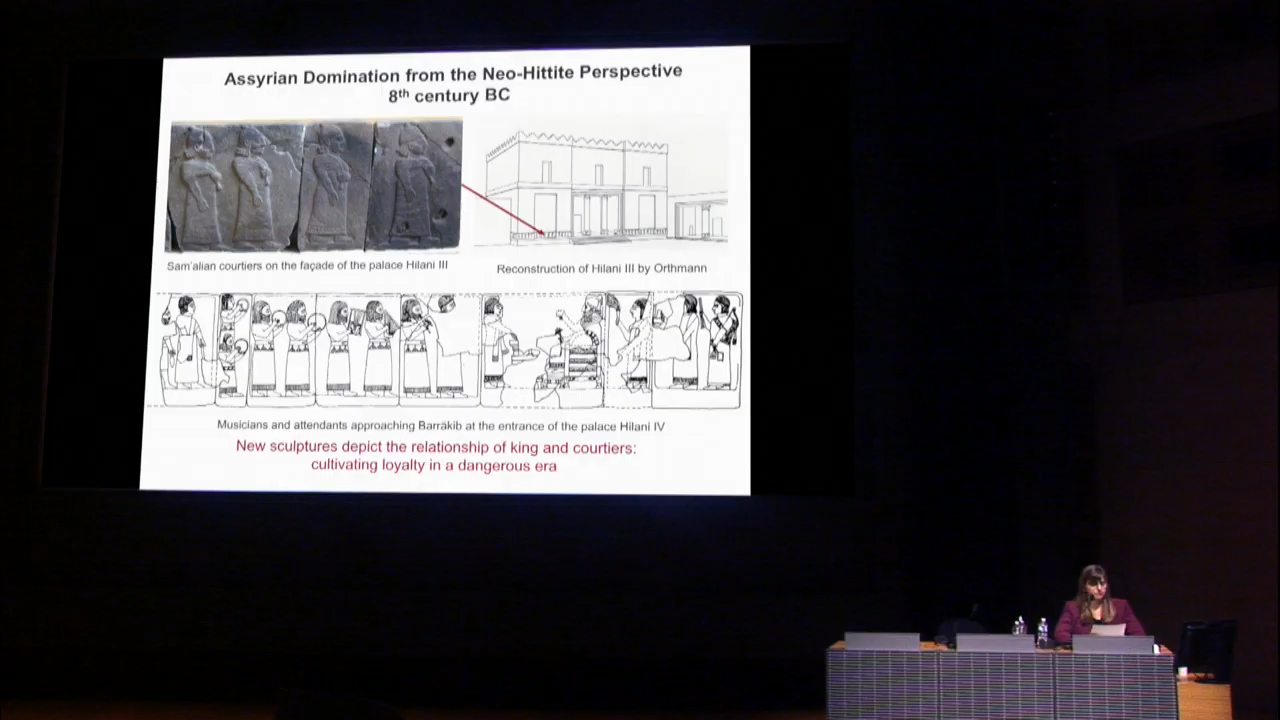 Assyrian Domination from the Neo-Hittite Perspective
8th century BC
Sam'alian courtiers on the façade of the palace Hilani III
Reconstruction of Hilani III by Orthmann
Musicians and attendants approaching Barrākib at the entrance of the palace Hilani IV
New sculptures depict the relationship of king and courtiers:
cultivating loyalty in a dangerous era